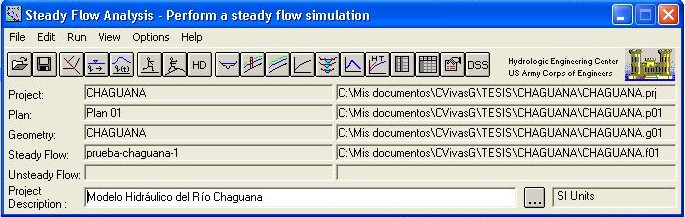 Steady Flow Analysis - Perform a steady flow simulation
File Edit Run View Options Help
HD HT DSS Hydrologic Engineering Center
US Army Corps of Engineers
Project: CHAGUANA C:\Mis documentos\CVivasG\TESIS\CHAGUANA\CHAGUANA.prj
Plan: Plan 01 C:\Mis documentos\CVivasG\TESIS\CHAGUANA\CHAGUANA.p01
Geometry: CHAGUANA C:\Mis documentos\CVivasG\TESIS\CHAGUANA\CHAGUANA.g01
Steady Flow: prueba-chaguana-1 C:\Mis documentos\CVivasG\TESIS\CHAGUANA\CHAGUANA.f01
Unsteady Flow:
Project
Description : Modelo Hidráulico del Río Chaguana ... SI Units